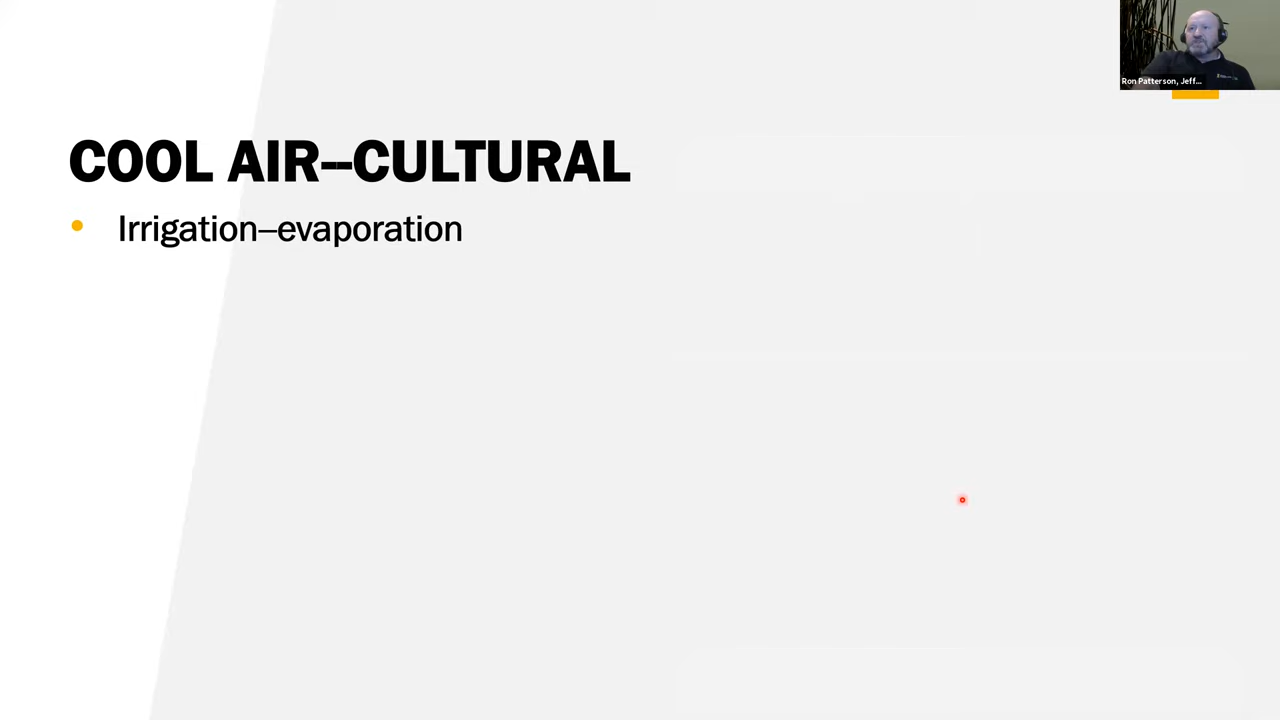 Ron Patterson, Jeff...
COOL AIR--CULTURAL
• Irrigation–evaporation